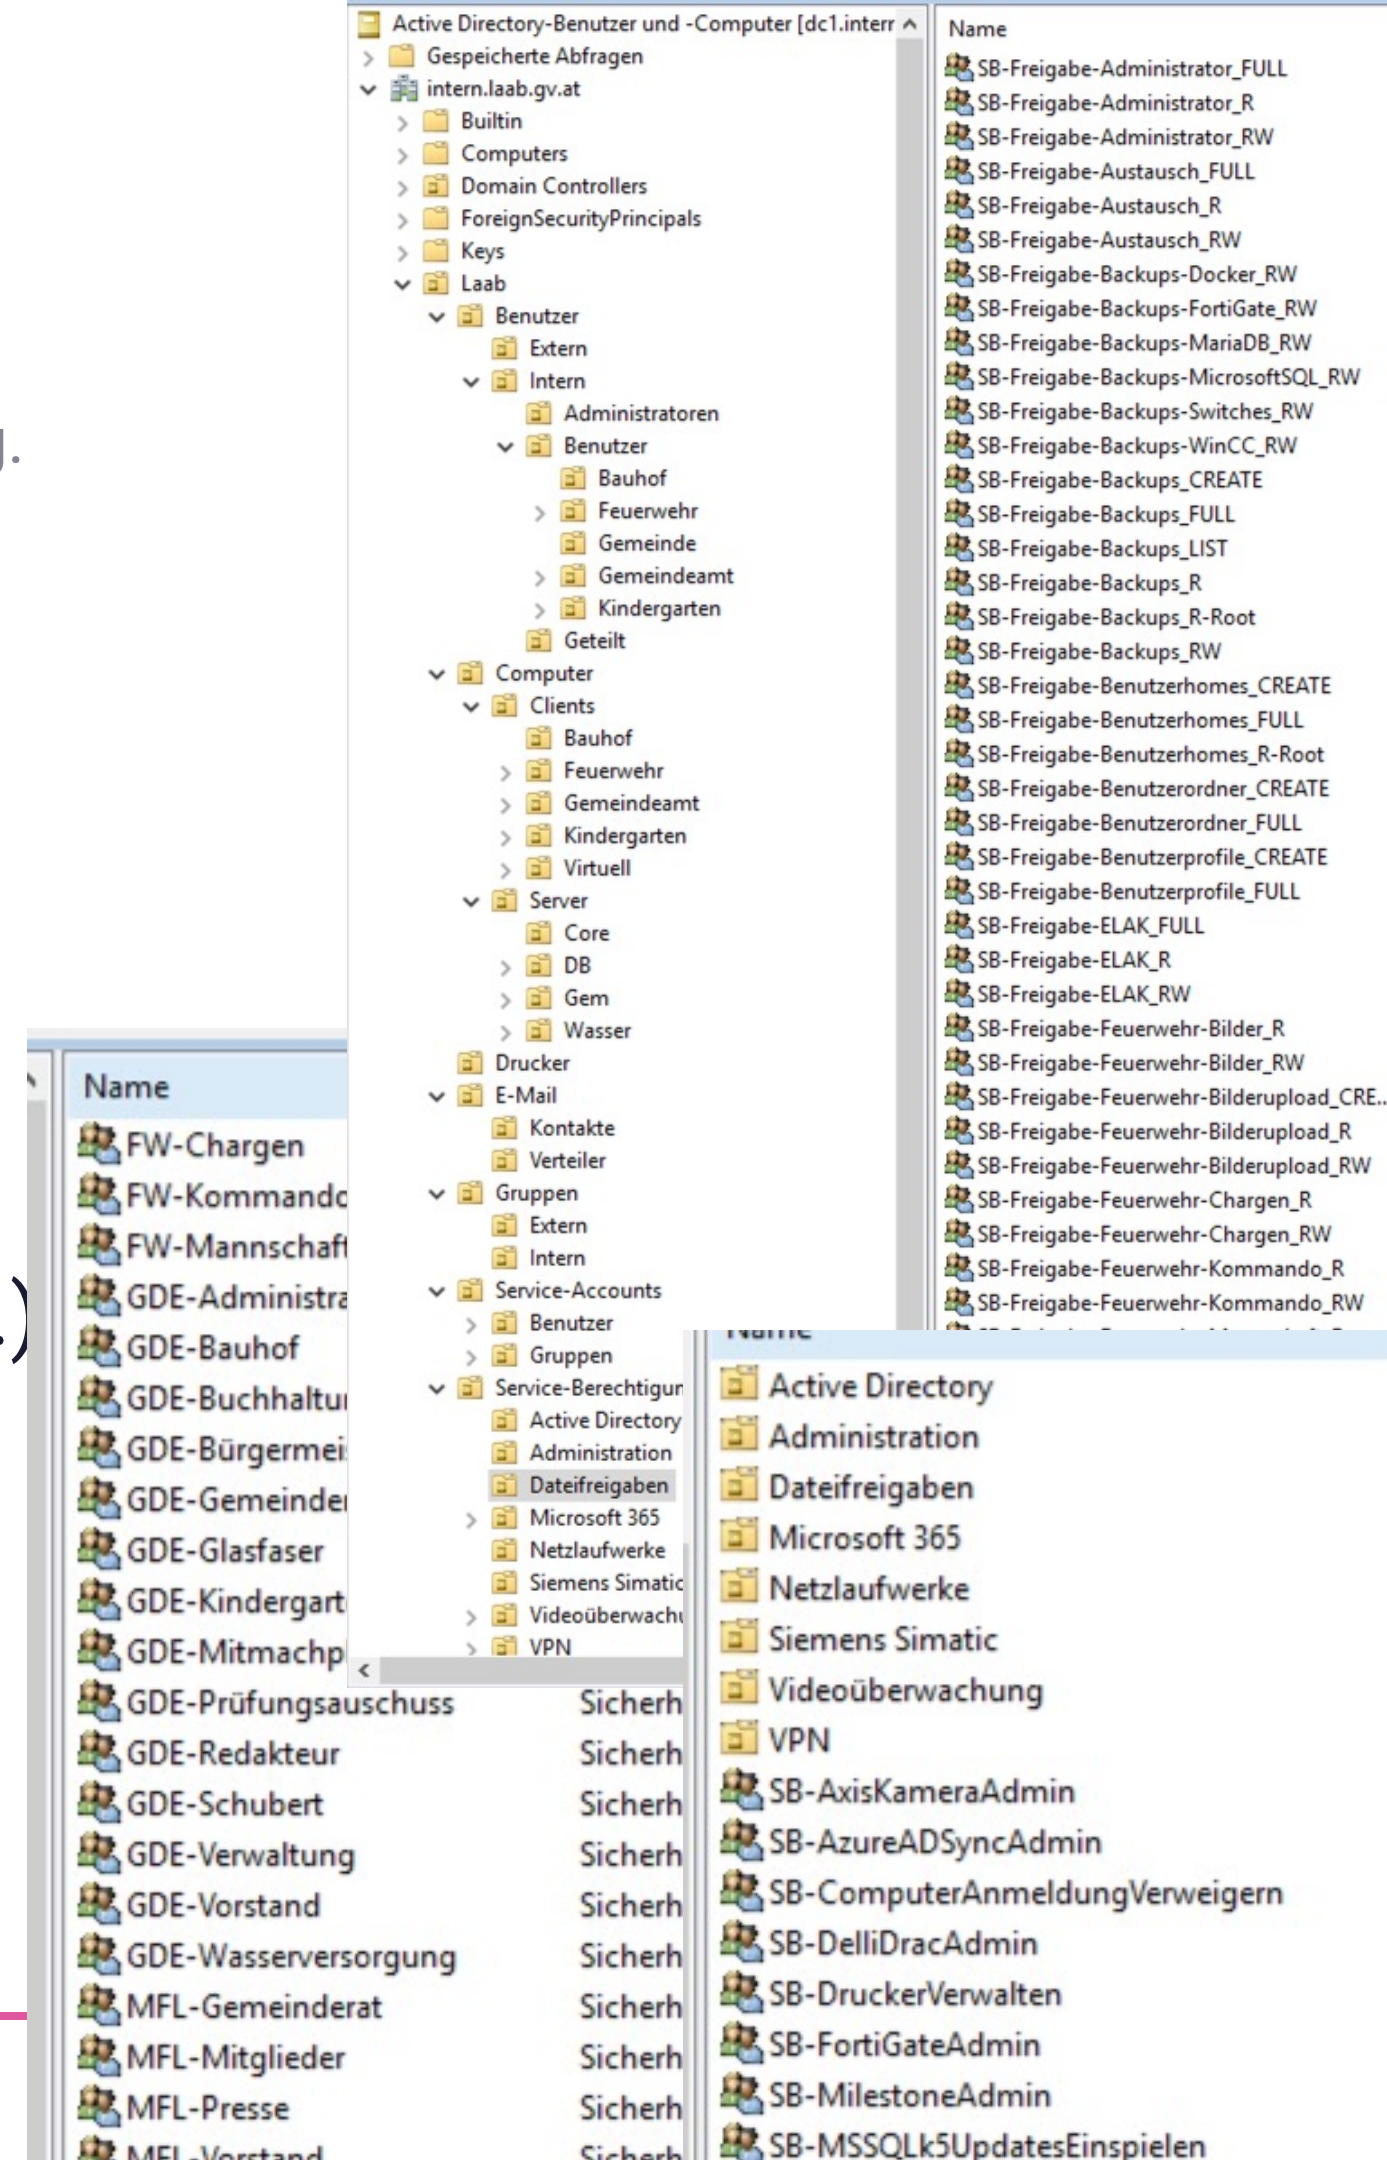 Active Directory-Benutzer und -Computer [dc1.interr
Gespeicherte Abfragen
intern.laab.gv.at
Builtin
Computers
Domain Controllers
ForeignSecurityPrincipals
Keys
Laab
Benutzer
Extern
Intern
Administratoren
Benutzer
Bauhof
Feuerwehr
Gemeinde
Gemeindeamt
Kindergarten
Geteilt
Computer
Clients
Bauhof
Feuerwehr
Gemeindeamt
Kindergarten
Virtuell
Server
Core
DB
Gem
Wasser
Drucker
E-Mail
Kontakte
Verteiler
Gruppen
Extern
Intern
Service-Accounts
Benutzer
Gruppen
Service-Berechtigur
Active Directory
Administration
Dateifreigaben
Microsoft 365
Netzlaufwerke
Siemens Simatic
Videoüberwachu
VPN
Name
SB-Freigabe-Administrator_FULL
SB-Freigabe-Administrator_R
SB-Freigabe-Administrator_RW
SB-Freigabe-Austausch_FULL
SB-Freigabe-Austausch_R
SB-Freigabe-Austausch_RW
SB-Freigabe-Backups-Docker_RW
SB-Freigabe-Backups-FortiGate_RW
SB-Freigabe-Backups-MariaDB_RW
SB-Freigabe-Backups-MicrosoftSQL_RW
SB-Freigabe-Backups-Switches_RW
SB-Freigabe-Backups-WinCC_RW
SB-Freigabe-Backups_CREATE
SB-Freigabe-Backups_FULL
SB-Freigabe-Backups_LIST
SB-Freigabe-Backups_R
SB-Freigabe-Backups_R-Root
SB-Freigabe-Backups_RW
SB-Freigabe-Benutzerhomes_CREATE
SB-Freigabe-Benutzerhomes_FULL
SB-Freigabe-Benutzerhomes_R-Root
SB-Freigabe-Benutzerordner_CREATE
SB-Freigabe-Benutzerordner_FULL
SB-Freigabe-Benutzerprofile_CREATE
SB-Freigabe-Benutzerprofile_FULL
SB-Freigabe-ELAK_FULL
SB-Freigabe-ELAK_R
SB-Freigabe-ELAK_RW
SB-Freigabe-Feuerwehr-Bilder_R
SB-Freigabe-Feuerwehr-Bilder_RW
SB-Freigabe-Feuerwehr-Bilderupload_CRE..
SB-Freigabe-Feuerwehr-Bilderupload_R
SB-Freigabe-Feuerwehr-Bilderupload_RW
SB-Freigabe-Feuerwehr-Chargen_R
SB-Freigabe-Feuerwehr-Chargen_RW
SB-Freigabe-Feuerwehr-Kommando_R
SB-Freigabe-Feuerwehr-Kommando_RW
Name
FW-Chargen
FW-Kommando
FW-Mannschaft
GDE-Administra
GDE-Bauhof
GDE-Buchhaltu
GDE-Bürgermei
GDE-Gemeinde
GDE-Glasfaser
GDE-Kindergart
GDE-Mitmachp
GDE-Prüfungsauschuss Sicherh
GDE-Redakteur Sicherh
GDE-Schubert Sicherh
GDE-Verwaltung Sicherh
GDE-Vorstand Sicherh
GDE-Wasserversorgung Sicherh
MFL-Gemeinderat Sicherh
MFL-Mitglieder Sicherh
MFL-Presse Sicherh
MFL-Vorstand Sicherh
Name
Active Directory
Administration
Dateifreigaben
Microsoft 365
Netzlaufwerke
Siemens Simatic
Videoüberwachung
VPN
SB-AxisKameraAdmin
SB-AzureADSyncAdmin
SB-ComputerAnmeldungVerweigern
SB-DelliDracAdmin
SB-DruckerVerwalten
SB-FortiGateAdmin
SB-MilestoneAdmin
SB-MSSQLk5UpdatesEinspielen